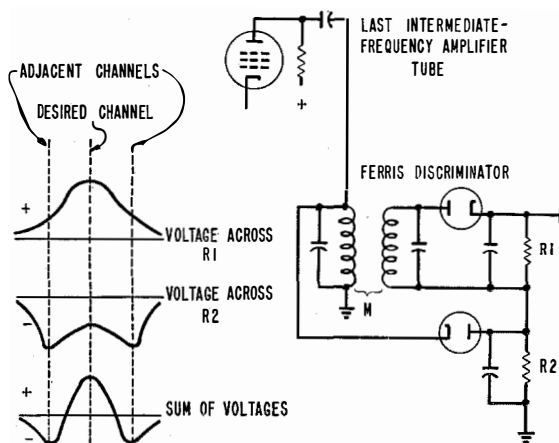 LAST INTERMEDIATE-
FREQUENCY AMPLIFIER
TUBE
+
ADJACENT CHANNELS
DESIRED CHANNEL
FERRIS DISCRIMINATOR
+
VOLTAGE ACROSS
R1
R1
M
VOLTAGE ACROSS
R2
-
R2
+
SUM OF VOLTAGES
-